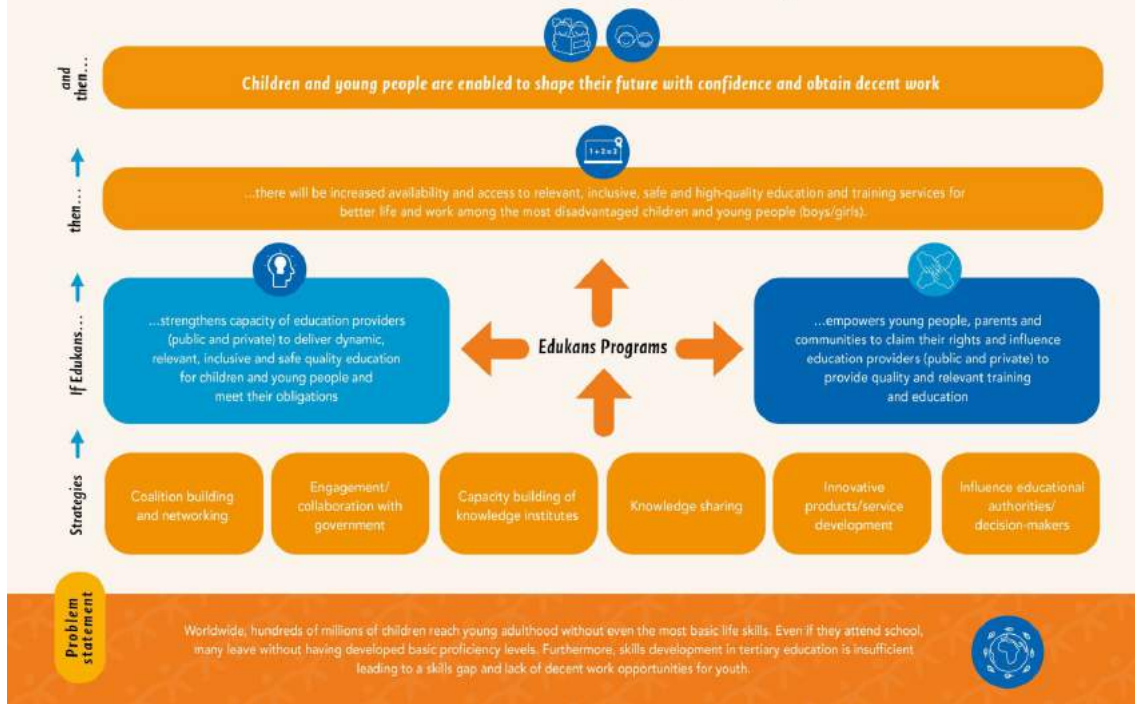 and
then...
Children and young people are enabled to shape their future with confidence and obtain decent work
1 + 2 = 3
then...
...there will be increased availability and access to relevant, inclusive, safe and high-quality education and training services for
better life and work among the most disadvantaged children and young people (boys/girls).
If Edukans...
...strengthens capacity of education providers
(public and private) to deliver dynamic,
relevant, inclusive and safe quality education
for children and young people and
meet their obligations
Edukans Programs
...empowers young people, parents and
communities to claim their rights and influence
education providers (public and private) to
provide quality and relevant training
and education
Strategies
Coalition building
and networking
Engagement/
collaboration with
government
Capacity building of
knowledge institutes
Knowledge sharing
Innovative
products/service
development
Influence educational
authorities/
decision-makers
Problem
statement
Worldwide, hundreds of millions of children reach young adulthood without even the most basic life skills. Even if they attend school,
many leave without having developed basic proficiency levels. Furthermore, skills development in tertiary education is insufficient
leading to a skills gap and lack of decent work opportunities for youth.